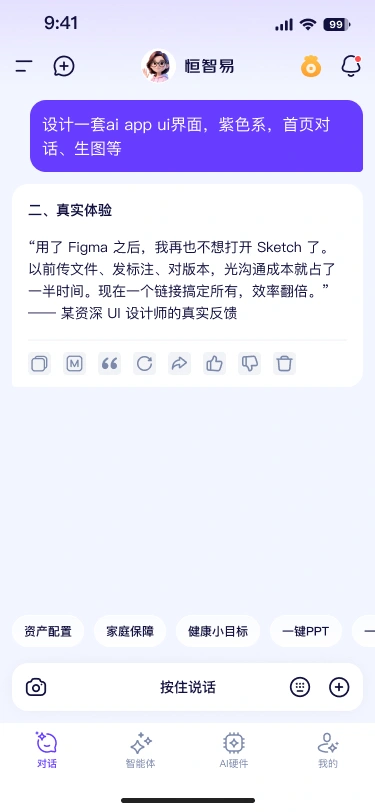 9:41
99
恒智易
设计一套ai app ui界面，紫色系，首页对
话、生图等
二、真实体验
“用了 Figma 之后，我再也不想打开 Sketch 了。
以前传文件、发标注、对版本，光沟通成本就占了
一半时间。现在一个链接搞定所有，效率翻倍。”
—— 某资深 UI 设计师的真实反馈
M
资产配置
家庭保障
健康小目标
一键PPT
一
按住说话
对话
智能体
AI硬件
我的